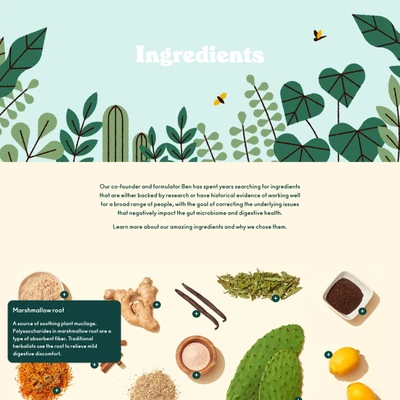 Ingredients
Our co-founder and formulator Ben has spent years searching for ingredients
that are either backed by research or have historical evidence of working well
for a broad range of people, with the goal of correcting the underlying issues
that negatively impact the gut microbiome and digestive health.
Learn more about our amazing ingredients and why we chose them.
Marshmallow root
A source of soothing plant mucilage.
Polysaccharides in marshmallow root are a
type of absorbent fiber. Traditional
herbalists use the root to relieve mild
digestive discomfort.